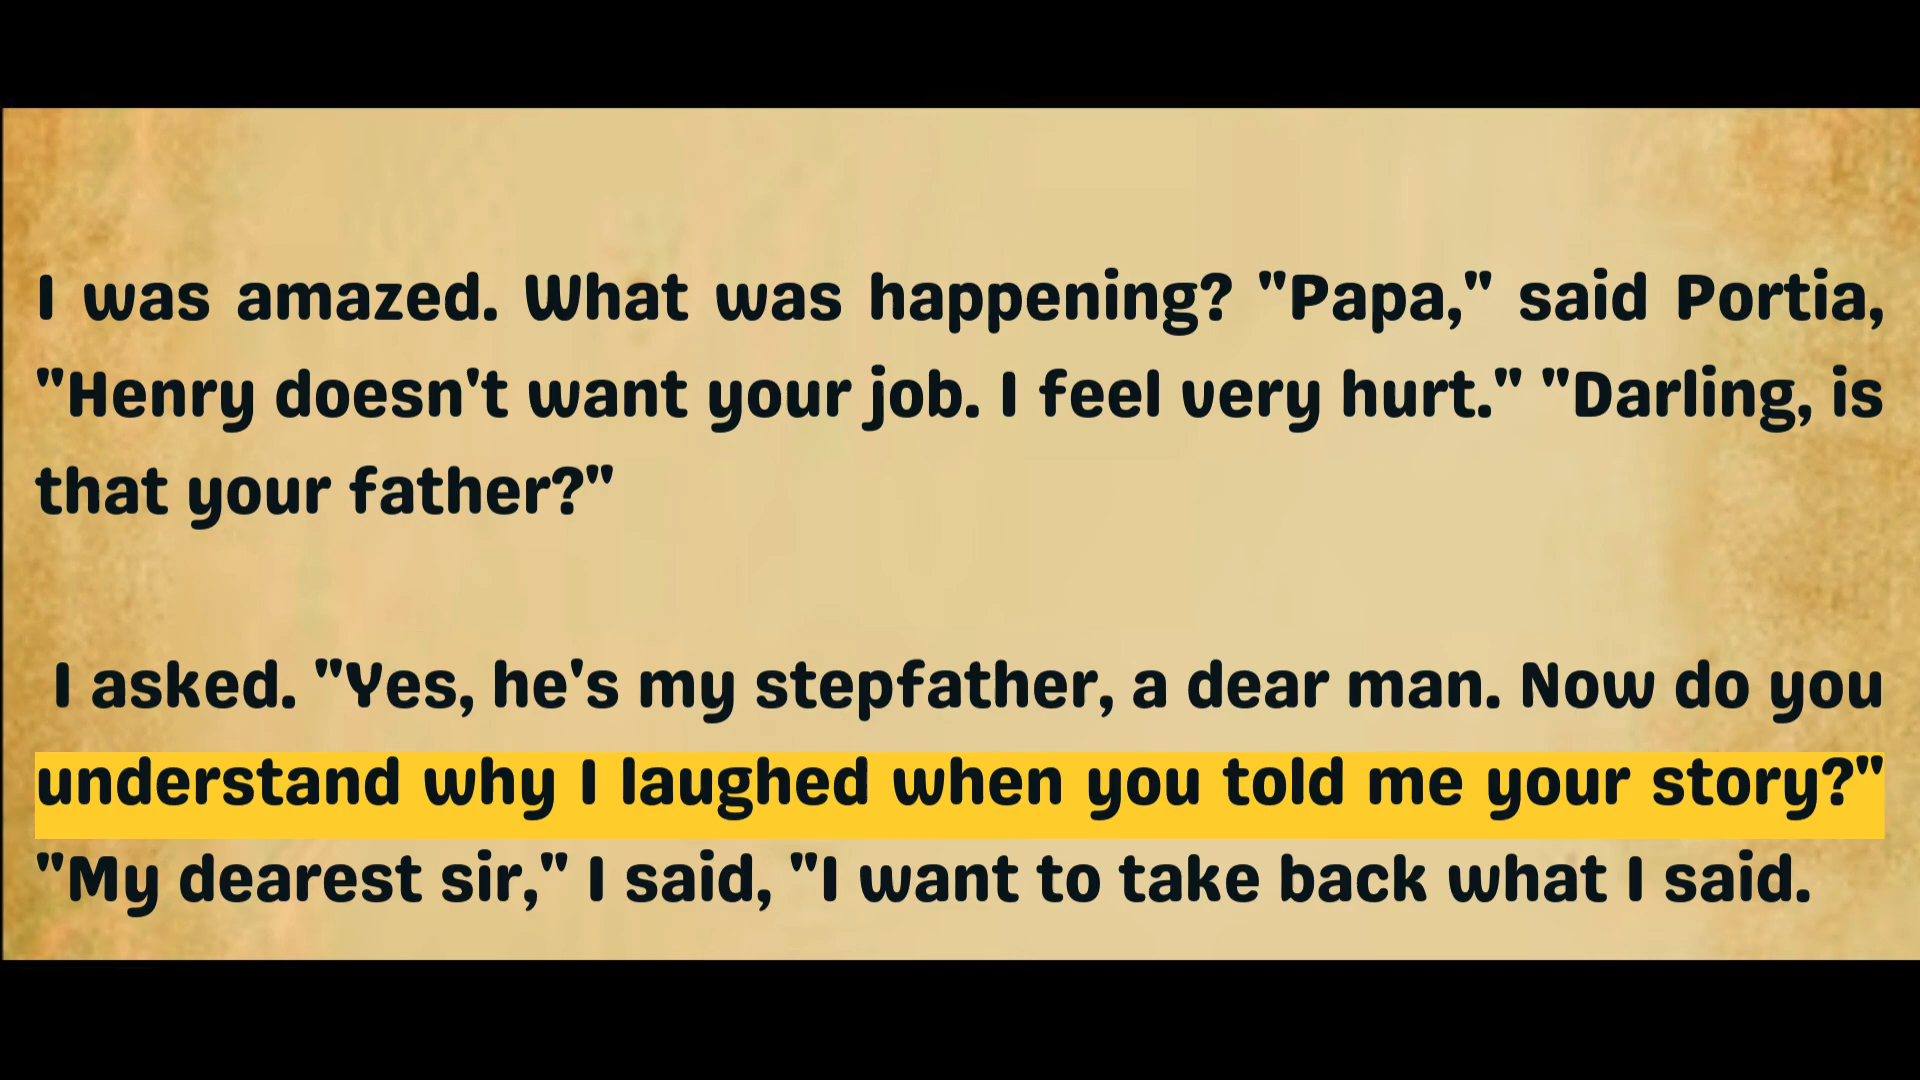 I was amazed. What was happening? "Papa," said Portia,
"Henry doesn't want your job. I feel very hurt." "Darling, is
that your father?"
I asked. "Yes, he's my stepfather, a dear man. Now do you
understand why I laughed when you told me your story?"
"My dearest sir," I said, "I want to take back what I said.